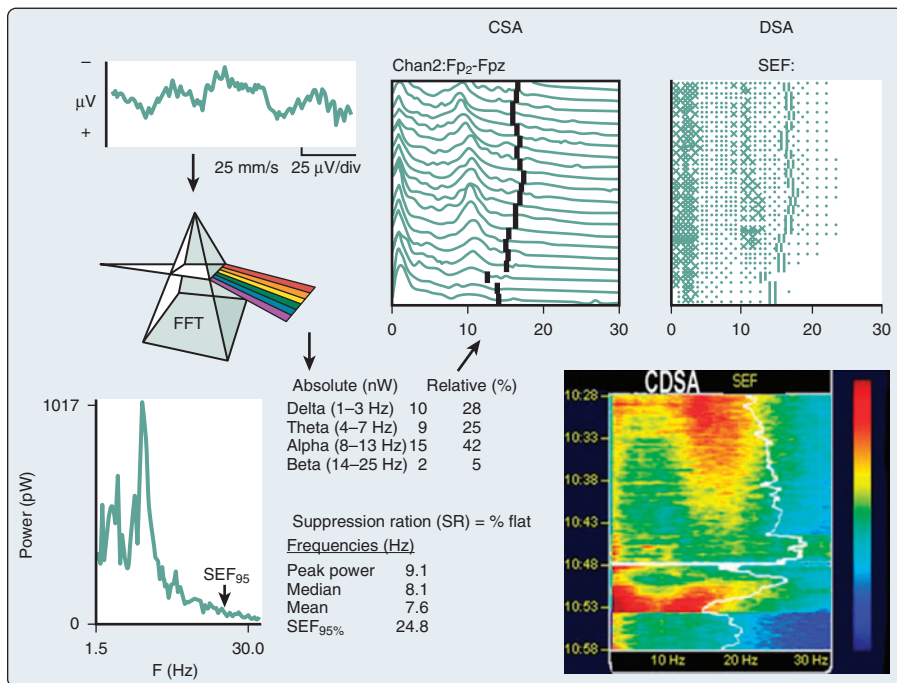 CSA
DSA
Chan2:Fp2-Fpz
SEF:
−
μV
+
25 mm/s
25 μV/div
FFT
0 10 20 30
0 10 20 30
Absolute (nW) Relative (%)
Delta (1–3 Hz) 10 28
Theta (4–7 Hz) 9 25
Alpha (8–13 Hz) 15 42
Beta (14–25 Hz) 2 5
Suppression ration (SR) = % flat
Frequencies (Hz)
Peak power 9.1
Median 8.1
Mean 7.6
SEF95% 24.8
1017
Power (pW)
SEF95
0
1.5 30.0
F (Hz)
CDSA SEF
10:28
10:33
10:38
10:43
10:48
10:53
10:58
10 Hz 20 Hz 30 Hz